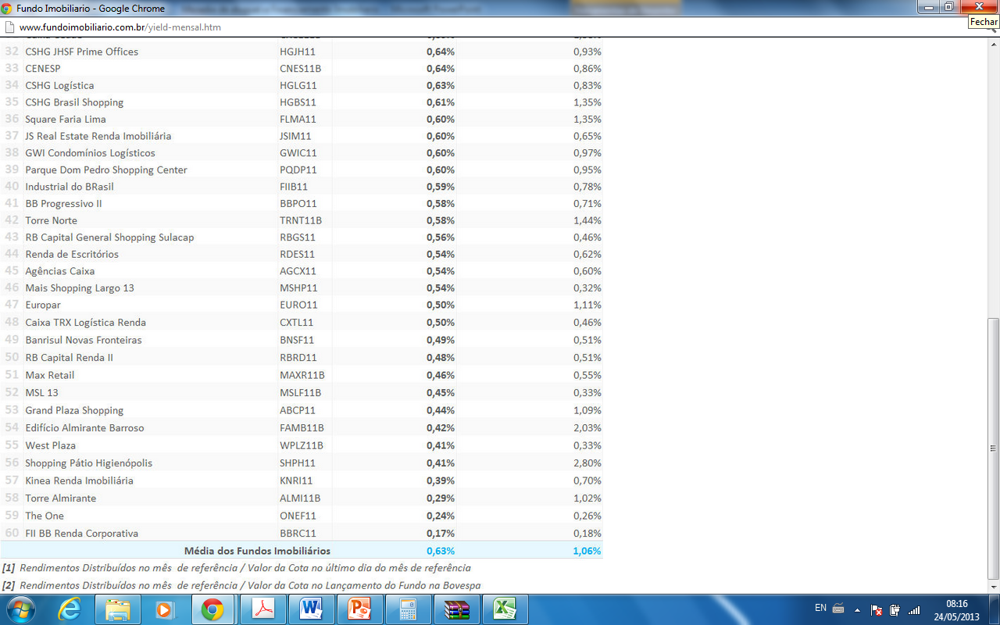 Fundo Imobiliario - Google Chrome
Fechar
www.fundoimobiliario.com.br/yield-mensal.htm
32 CSHG JHSF Prime Offices HGJH11 0,64% 0,93%
33 CENESP CNES11B 0,64% 0,86%
34 CSHG Logística HGLG11 0,63% 0,83%
35 CSHG Brasil Shopping HGBS11 0,61% 1,35%
36 Square Faria Lima FLMA11 0,60% 1,35%
37 JS Real Estate Renda Imobiliária JSIM11 0,60% 0,65%
38 GWI Condomínios Logísticos GWIC11 0,60% 0,97%
39 Parque Dom Pedro Shopping Center PQDP11 0,60% 0,95%
40 Industrial do BRasil FIIB11 0,59% 0,78%
41 BB Progressivo II BBPO11 0,58% 0,71%
42 Torre Norte TRNT11B 0,58% 1,44%
43 RB Capital General Shopping Sulacap RBGS11 0,56% 0,46%
44 Renda de Escritórios RDES11 0,54% 0,62%
45 Agências Caixa AGCX11 0,54% 0,60%
46 Mais Shopping Largo 13 MSHP11 0,54% 0,32%
47 Europar EURO11 0,50% 1,11%
48 Caixa TRX Logística Renda CXTL11 0,50% 0,46%
49 Banrisul Novas Fronteiras BNSF11 0,49% 0,51%
50 RB Capital Renda II RBRD11 0,48% 0,51%
51 Max Retail MAXR11B 0,46% 0,55%
52 MSL 13 MSLF11B 0,45% 0,33%
53 Grand Plaza Shopping ABCP11 0,44% 1,09%
54 Edifício Almirante Barroso FAMB11B 0,42% 2,03%
55 West Plaza WPLZ11B 0,41% 0,33%
56 Shopping Pátio Higienópolis SHPH11 0,41% 2,80%
57 Kinea Renda Imobiliária KNRI11 0,39% 0,70%
58 Torre Almirante ALMI11B 0,29% 1,02%
59 The One ONEF11 0,24% 0,26%
60 FII BB Renda Corporativa BBRC11 0,17% 0,18%
Média dos Fundos Imobiliários 0,63% 1,06%
[1] Rendimentos Distribuídos no mês de referência / Valor da Cota no último dia do mês de referência
[2] Rendimentos Distribuídos no mês de referência / Valor da Cota no Lançamento do Fundo na Bovespa
EN 08:16
24/05/2013